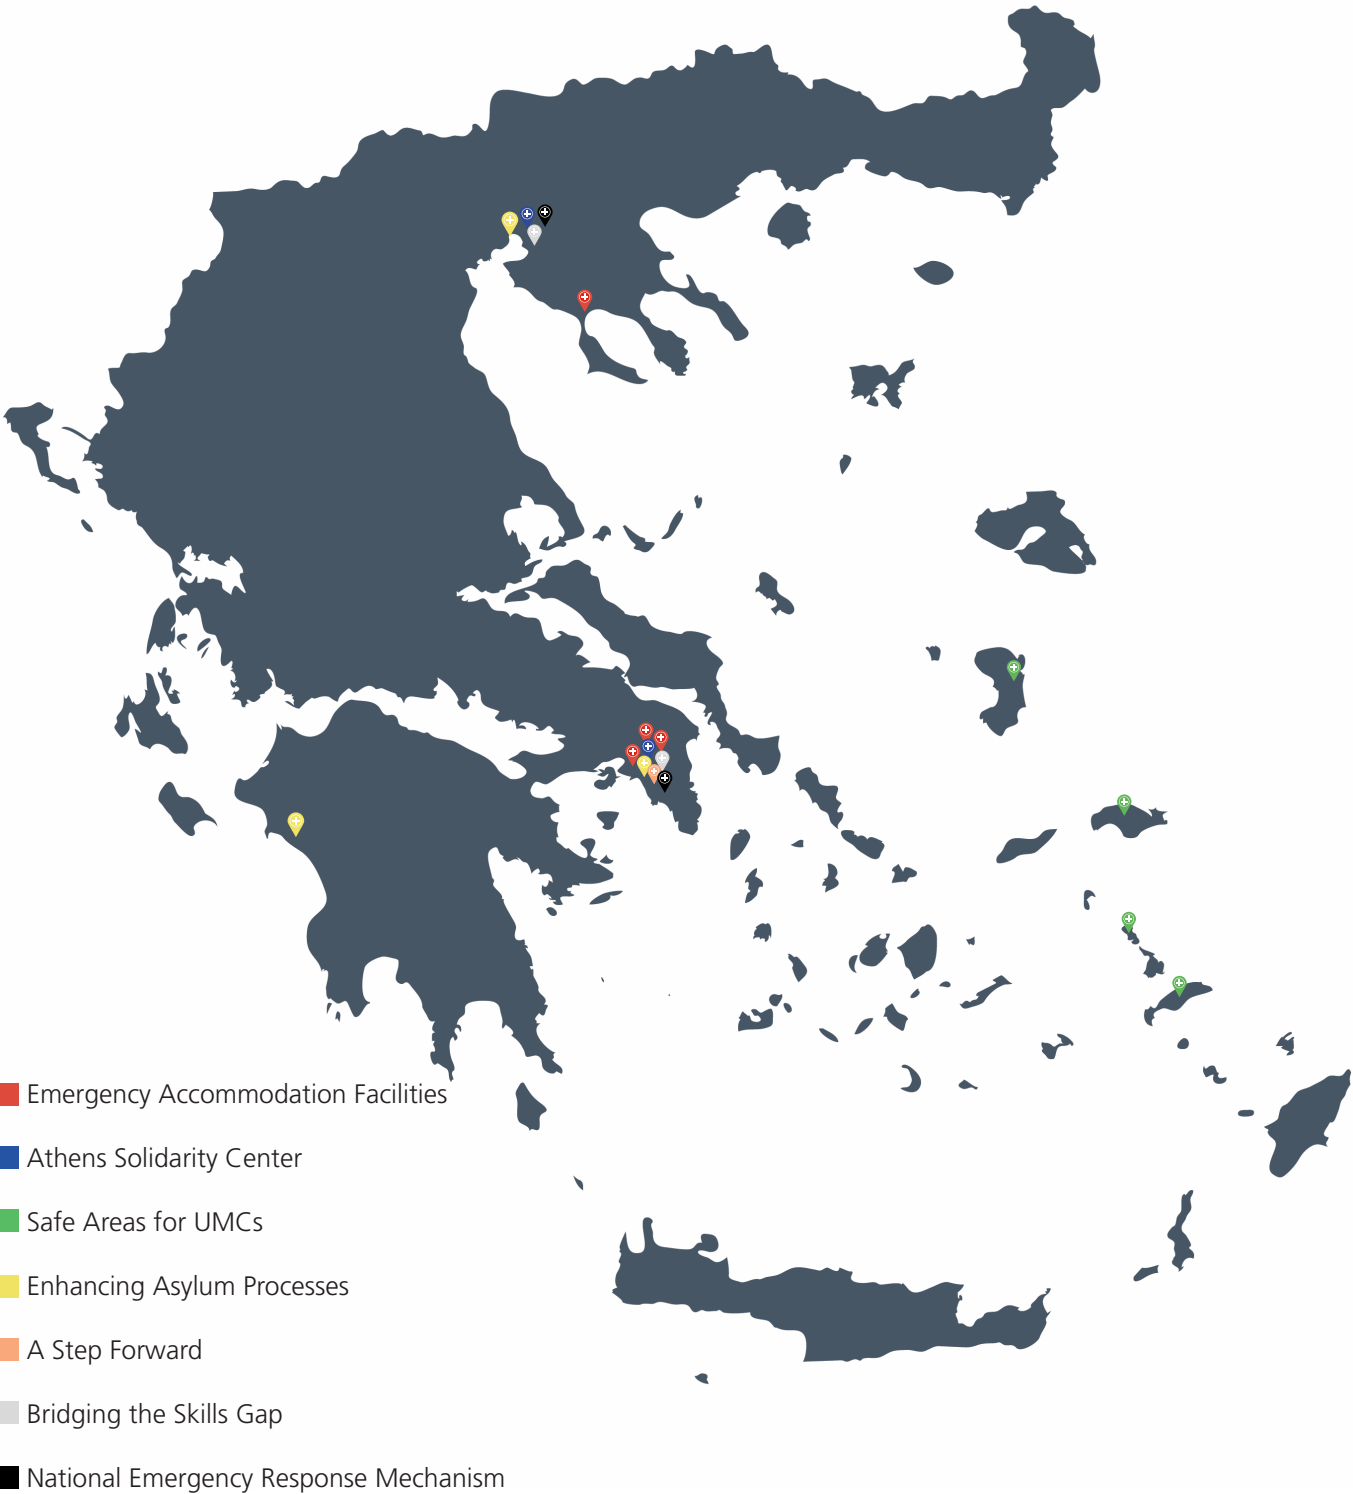 Emergency Accommodation Facilities
Athens Solidarity Center
Safe Areas for UMCs
Enhancing Asylum Processes
A Step Forward
Bridging the Skills Gap
National Emergency Response Mechanism